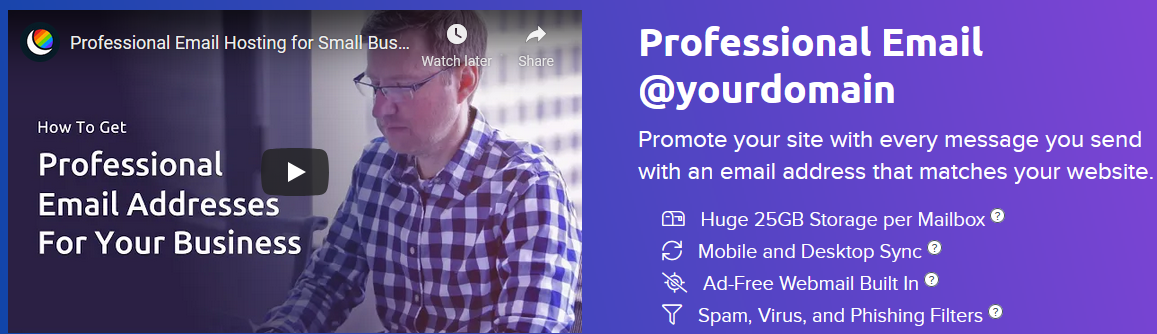 Professional Email Hosting for Small Bus...
Watch later
Share
How To Get
Professional
Email Addresses
For Your Business
Professional Email
@yourdomain
Promote your site with every message you send
with an email address that matches your website.
Huge 25GB Storage per Mailbox ?
Mobile and Desktop Sync ?
Ad-Free Webmail Built In ?
Spam, Virus, and Phishing Filters ?